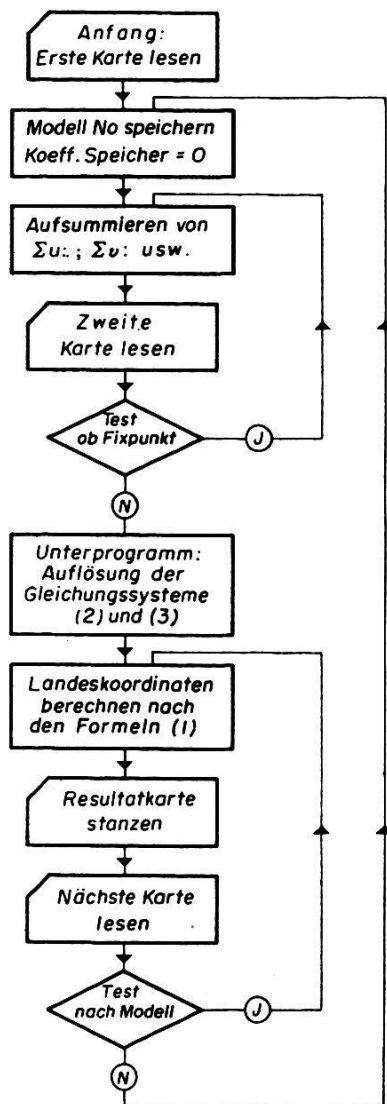 Anfang:
Erste Karte lesen
Modell No speichern
Koeff. Speicher = 0
Aufsummieren von
Σu:. ; Σv: usw.
Zweite
Karte lesen
Test
ob Fixpunkt
J
N
Unterprogramm:
Auflösung der
Gleichungssysteme
(2) und (3)
Landeskoordinaten
berechnen nach
den Formeln (1)
Resultatkarte
stanzen
Nächste Karte
lesen
Test
nach Modell
J
N